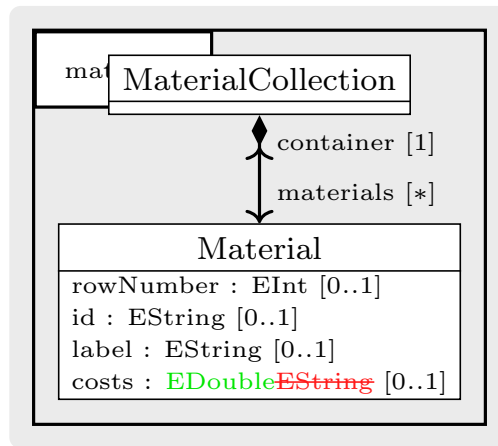 MaterialCollection
container [1]
materials [*]
Material
rowNumber : EInt [0..1]
id : EString [0..1]
label : EString [0..1]
costs : EDoubleEString [0..1]